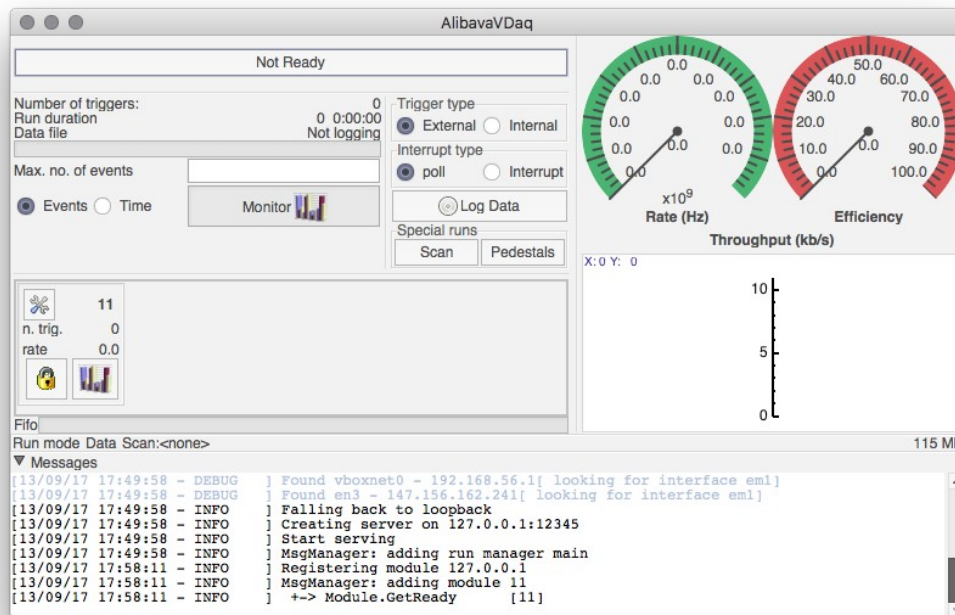 AlibavaVDaq
Not Ready
Number of triggers: 0
Run duration 0 0:00:00
Data file Not logging
Max. no. of events
Events Time
Monitor
Trigger type
External Internal
Interrupt type
poll Interrupt
Log Data
Special runs
Scan Pedestals
0.0 0.0 0.0 0.0 0.0 0.0 0.0 0.0 0.0 0.0 0.0
x10⁹
Rate (Hz)
0.0 10.0 20.0 30.0 40.0 50.0 60.0 70.0 80.0 90.0 100.0
0.0
Efficiency
Throughput (kb/s)
X:0 Y: 0
10
5
0
11
n. trig. 0
rate 0.0
Fifo
Run mode Data Scan:<none>
115 M
Messages
[13/09/17 17:49:58 - DEBUG ] Found vboxnet0 - 192.168.56.1[ looking for interface em1]
[13/09/17 17:49:58 - DEBUG ] Found en3 - 147.156.162.241[ looking for interface em1]
[13/09/17 17:49:58 - INFO ] Falling back to loopback
[13/09/17 17:49:58 - INFO ] Creating server on 127.0.0.1:12345
[13/09/17 17:49:58 - INFO ] Start serving
[13/09/17 17:49:58 - INFO ] MsgManager: adding run manager main
[13/09/17 17:58:11 - INFO ] Registering module 127.0.0.1
[13/09/17 17:58:11 - INFO ] MsgManager: adding module 11
[13/09/17 17:58:11 - INFO ] +-> Module.GetReady [11]